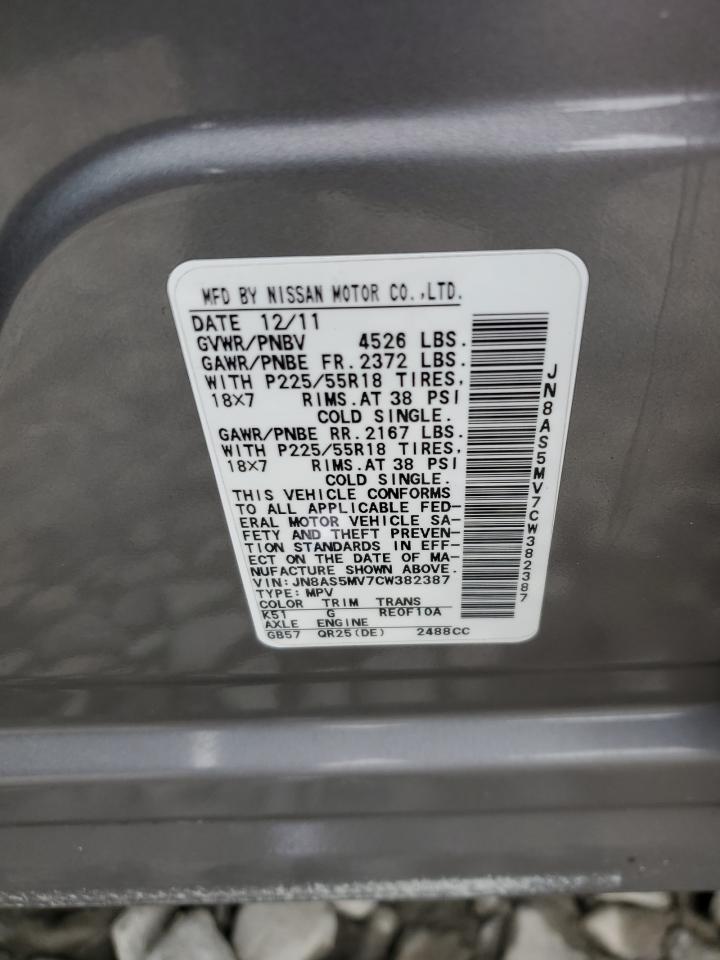 MFD BY NISSAN MOTOR CO.,LTD.
DATE 12/11
GVWR/PNBV 4526 LBS.
GAWR/PNBE FR. 2372 LBS.
WITH P225/55R18 TIRES,
18×7 RIMS.AT 38 PSI
COLD SINGLE.
GAWR/PNBE RR. 2167 LBS.
WITH P225/55R18 TIRES,
18×7 RIMS.AT 38 PSI
COLD SINGLE.
THIS VEHICLE CONFORMS
TO ALL APPLICABLE FED-
ERAL MOTOR VEHICLE SA-
FETY AND THEFT PREVEN-
TION STANDARDS IN EFF-
ECT ON THE DATE OF MA-
NUFACTURE SHOWN ABOVE.
VIN: JN8AS5MV7CW382387
TYPE: MPV
COLOR TRIM TRANS
K51 G RE0F10A
AXLE ENGINE
GB57 QR25(DE) 2488CC
JN8AS5MV7CW382387